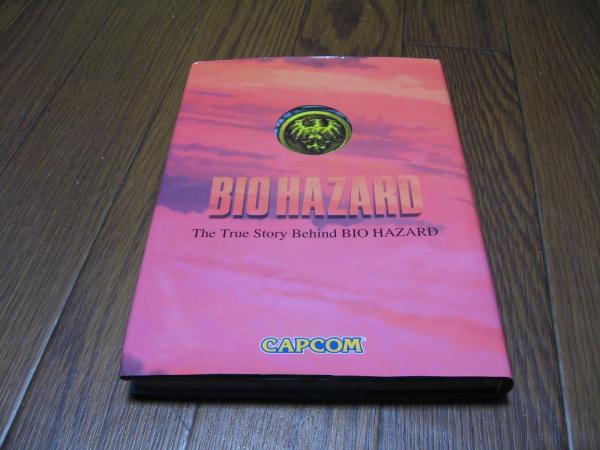 BIO HAZARD
The True Story Behind BIO HAZARD
CAPCOM